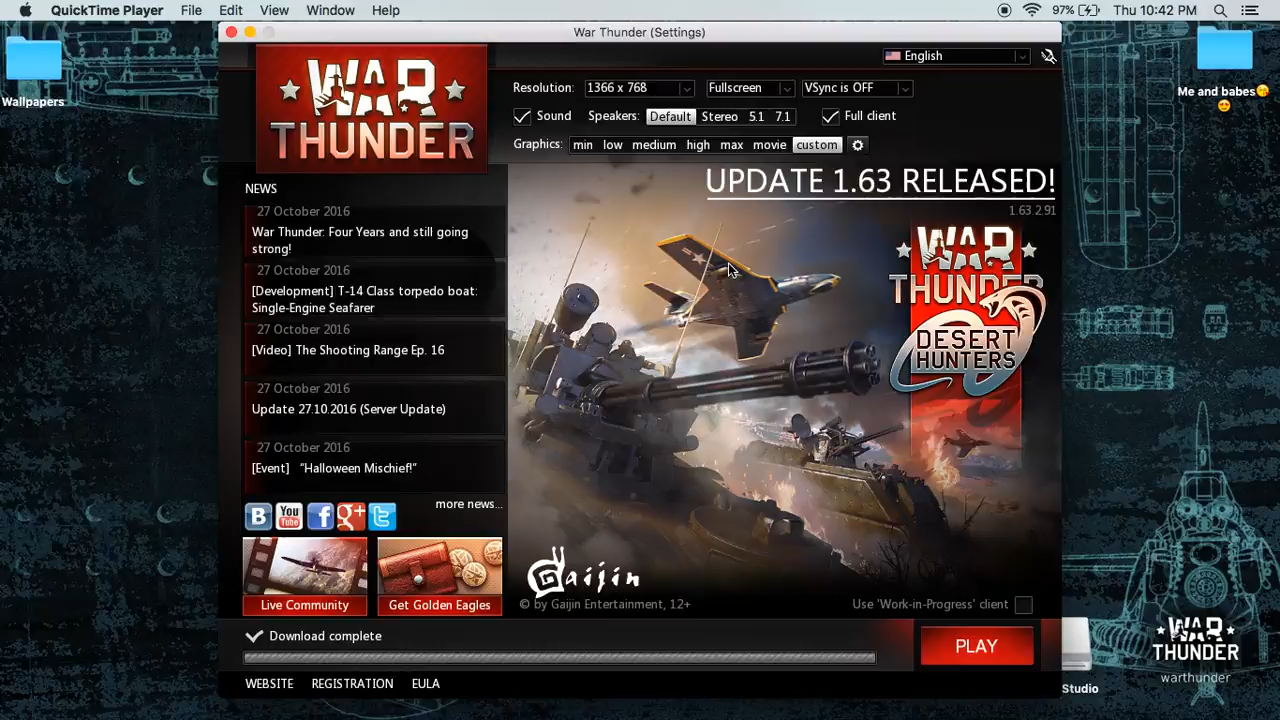 QuickTime Player File Edit View Window Help 97% Thu 10:42 PM
War Thunder (Settings)
Wallpapers
Me and babes😘
😍
WAR
THUNDER
English
Resolution: 1366 x 768 Fullscreen VSync is OFF
Sound Speakers: Default Stereo 5.1 7.1 Full client
Graphics: min low medium high max movie custom
UPDATE 1.63 RELEASED!
1.63.2.91
NEWS
27 October 2016
War Thunder: Four Years and still going
strong!
27 October 2016
[Development] T-14 Class torpedo boat:
Single-Engine Seafarer
27 October 2016
[Video] The Shooting Range Ep. 16
27 October 2016
Update 27.10.2016 (Server Update)
27 October 2016
[Event] "Halloween Mischief!"
more news...
B You Tube f g+ t
Live Community
Get Golden Eagles
WAR
THUNDER
DESERT
HUNTERS
Gaijin
© by Gaijin Entertainment, 12+
Use 'Work-in-Progress' client
Download complete
PLAY
WEBSITE REGISTRATION EULA
Studio
WAR
THUNDER
warthunder